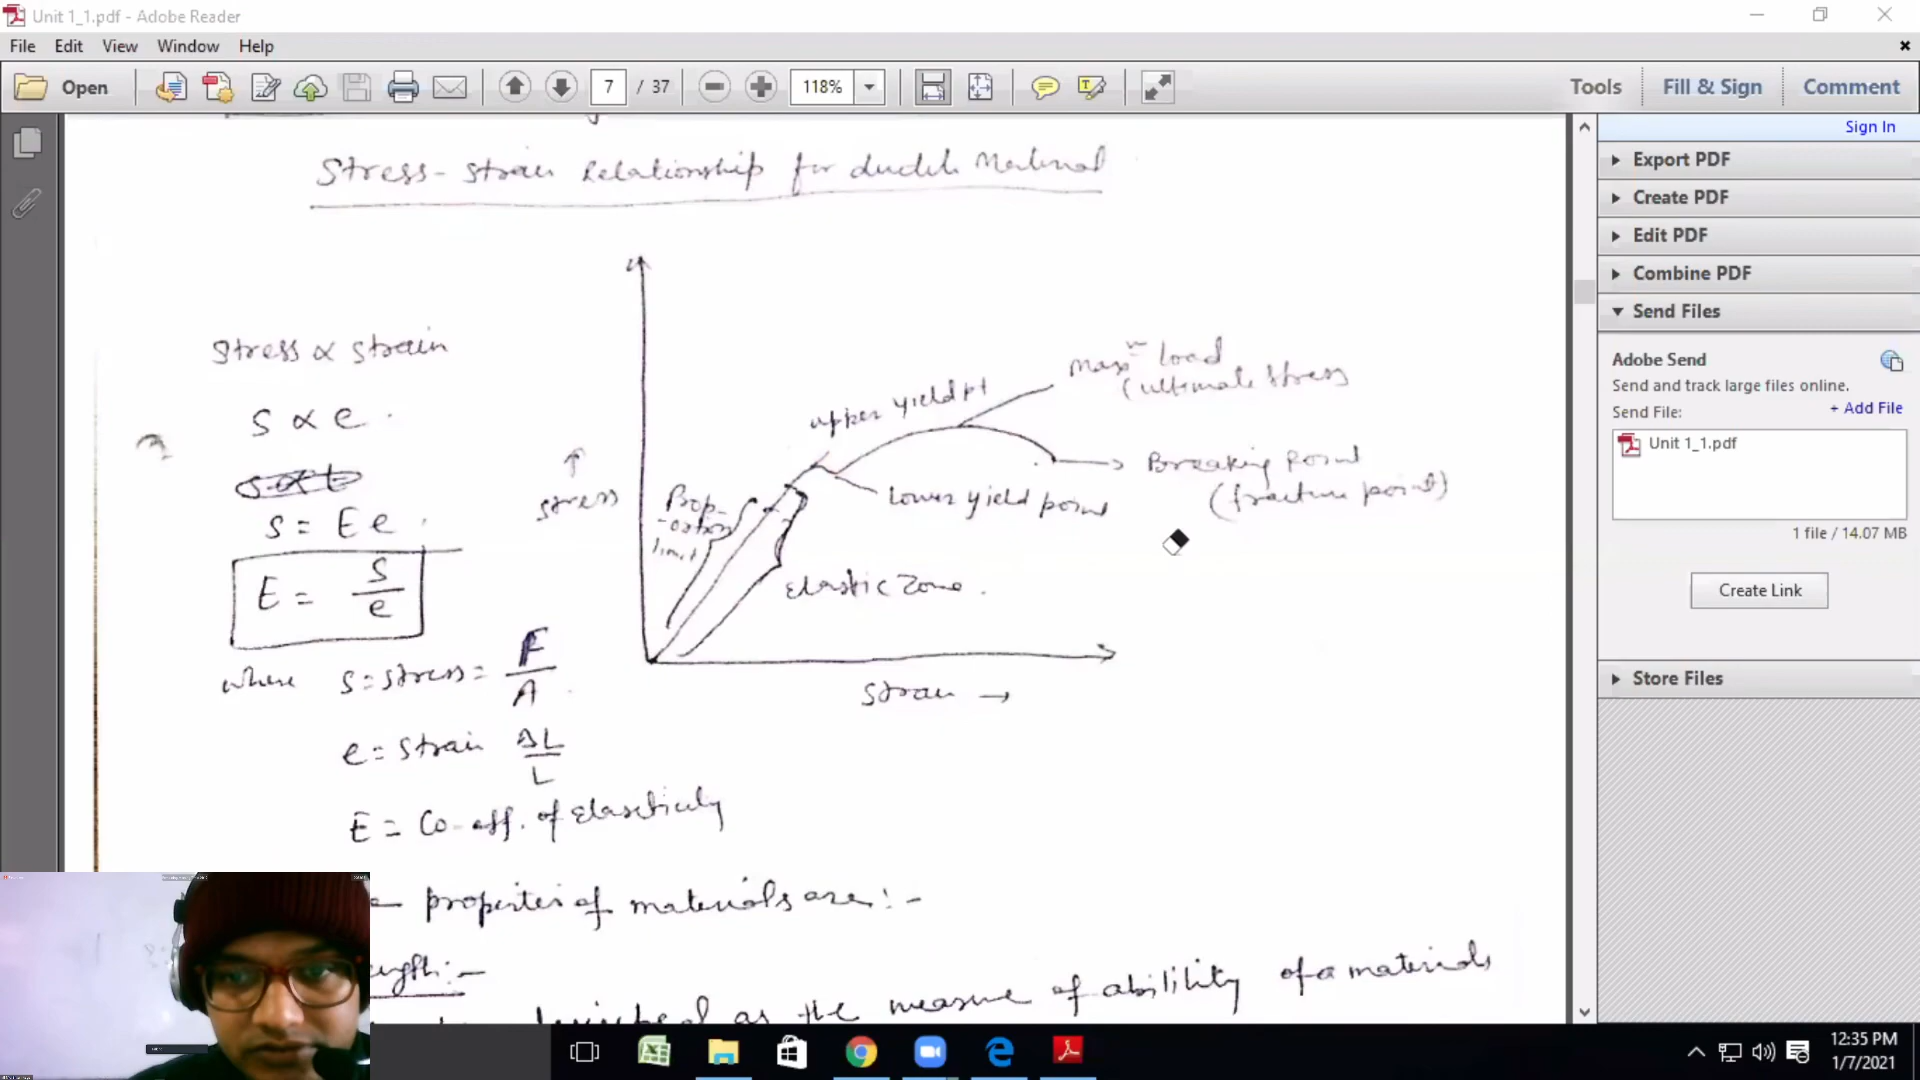 Unit 1_1.pdf - Adobe Reader
File Edit View Window Help
Open 7 / 37 118% Tools Fill & Sign Comment
Sign In
Export PDF
Create PDF
Edit PDF
Combine PDF
Send Files
Adobe Send
Send and track large files online.
Send File: + Add File
Unit 1_1.pdf
1 file / 14.07 MB
Create Link
Store Files
Stress - Strain Relationship for ductile Material
Stress ∝ Strain
S ∝ e
S = E e
E = S/e
where S = Stress = F/A
e = Strain ΔL/L
E = Co-eff. of Elasticity
↑
Stress
Prop-
-ortion
limit
upper yield pt
Max^m load
(ultimate stress
Breaking point
(fracture point)
Lower yield point
Elastic Zone.
Strain →
properties of materials are:-
as the measure of ability of a materials
12:35 PM
1/7/2021